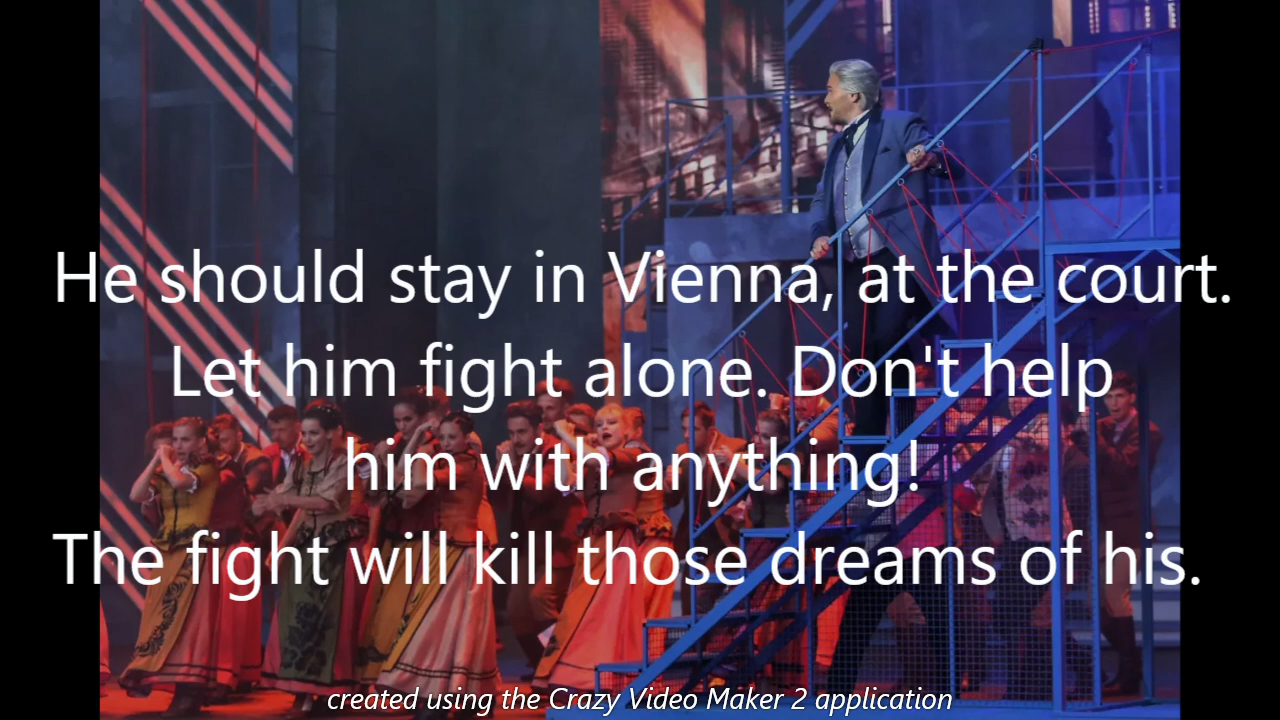 He should stay in Vienna, at the court.
Let him fight alone. Don't help
him with anything!
The fight will kill those dreams of his.
created using the Crazy Video Maker 2 application